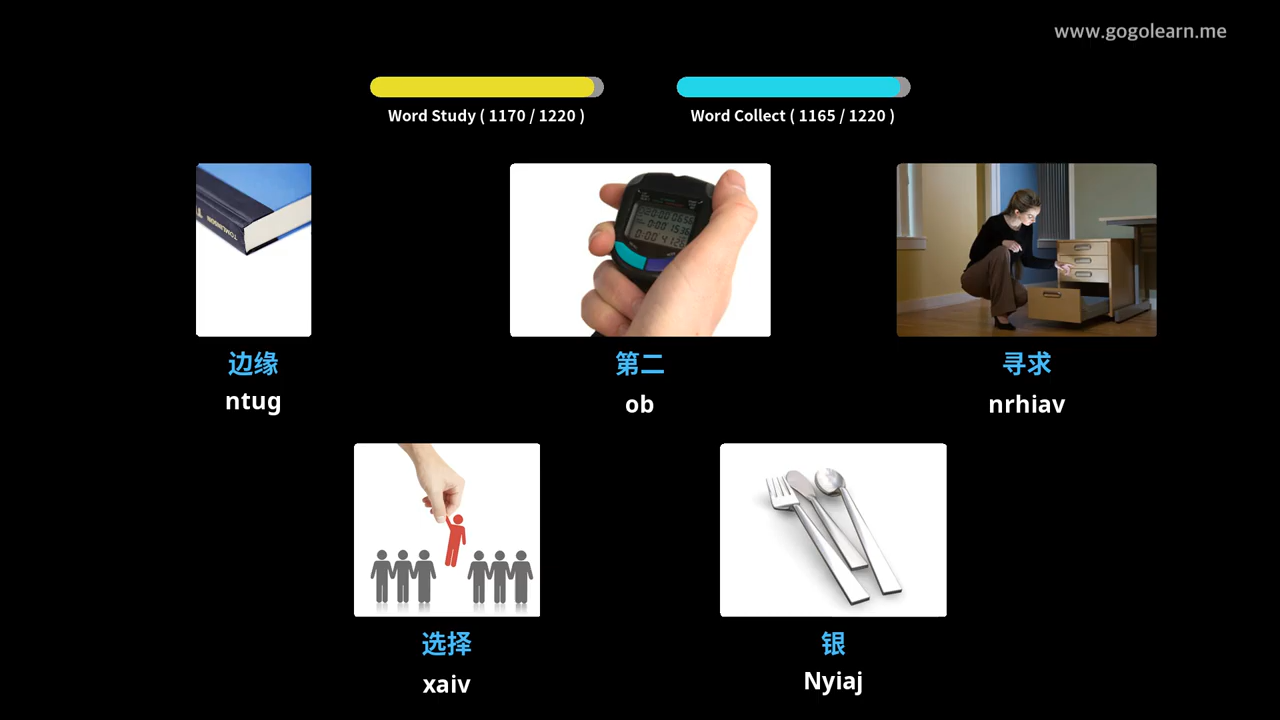 www.gogolearn.me
Word Study ( 1170 / 1220 )
Word Collect ( 1165 / 1220 )
TOMLINSON
边缘
ntug
第二
ob
寻求
nrhiav
选择
xaiv
银
Nyiaj